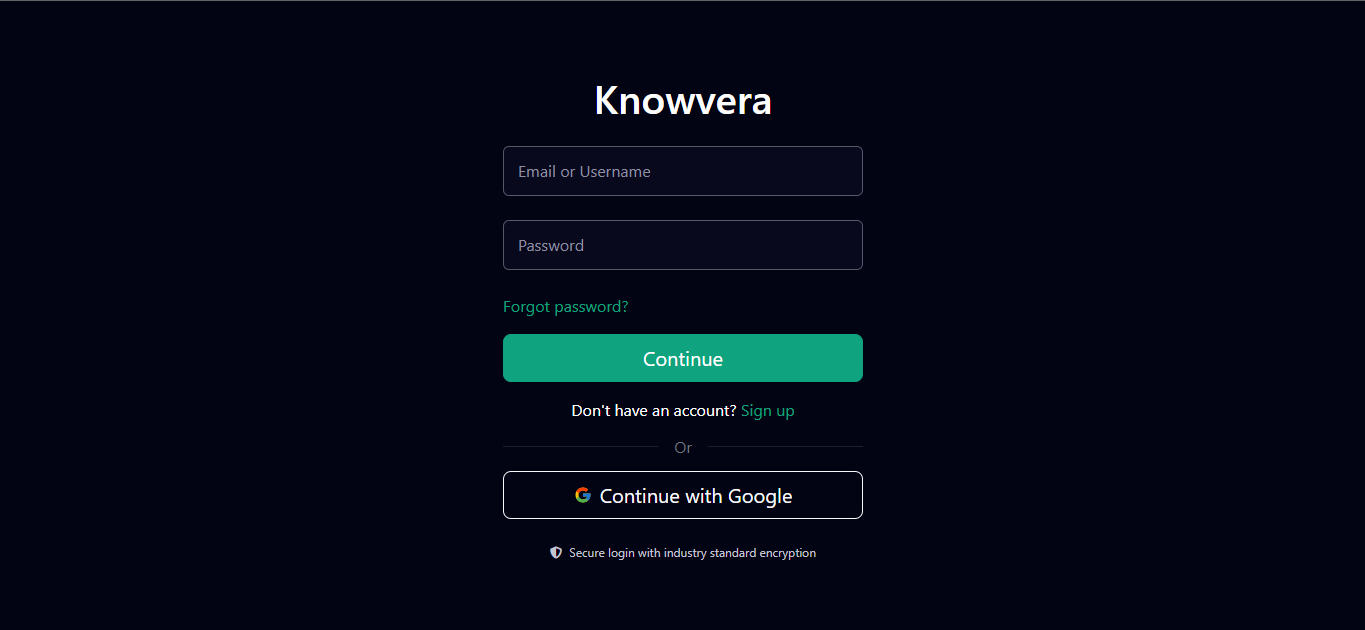 Knowvera
Email or Username
Password
Forgot password?
Continue
Don't have an account? Sign up
Or
Continue with Google
Secure login with industry standard encryption